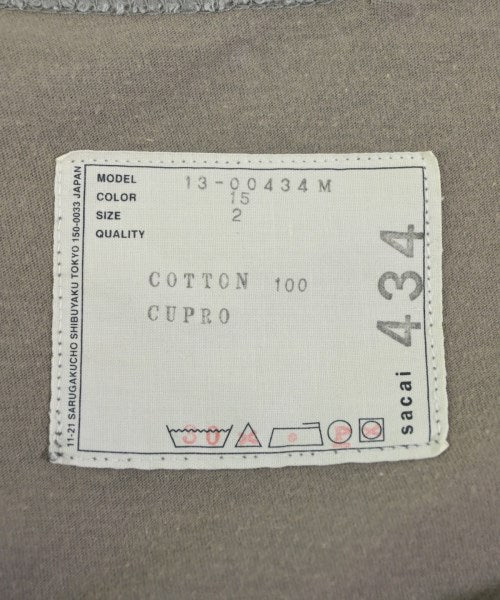 MODEL 13-00434M
COLOR 15
SIZE 2
QUALITY
COTTON 100
CUPRO
30
P
sacai 434
11-21 SARUGAKUCHO SHIBUYAKU TOKYO 150-0033 JAPAN